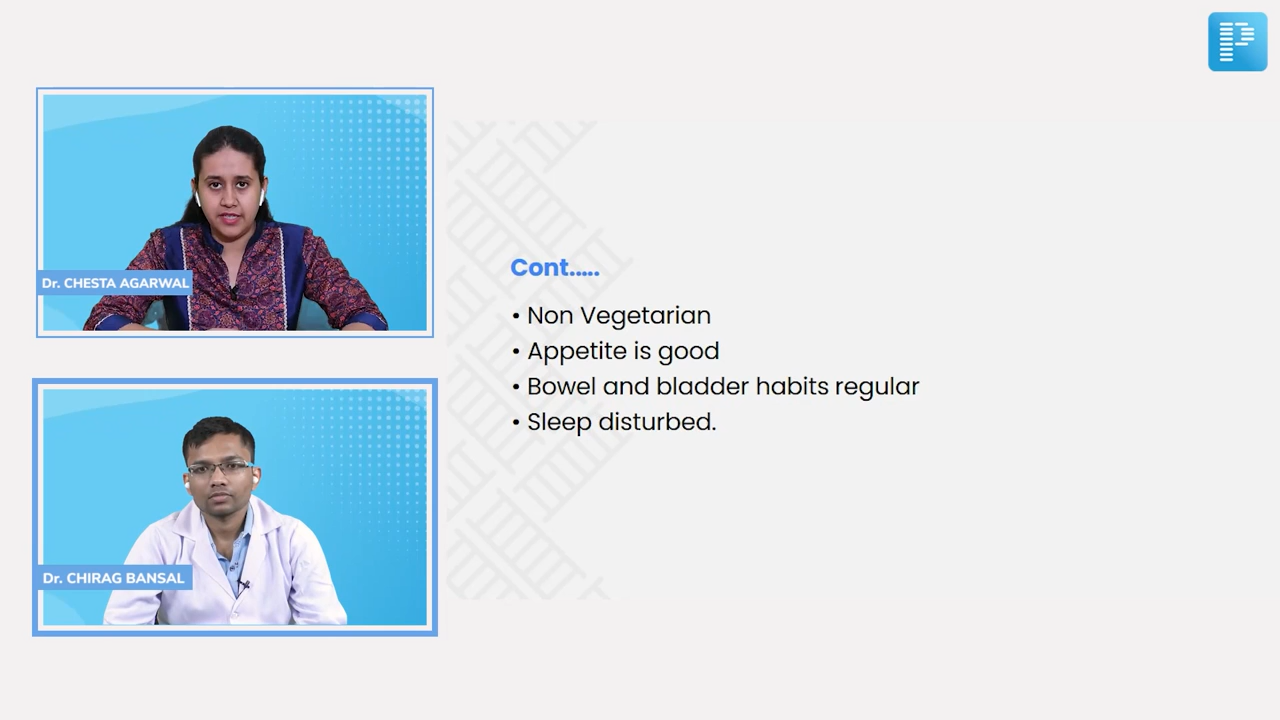 Dr. CHESTA AGARWAL
Dr. CHIRAG BANSAL
Cont.....
• Non Vegetarian
• Appetite is good
• Bowel and bladder habits regular
• Sleep disturbed.